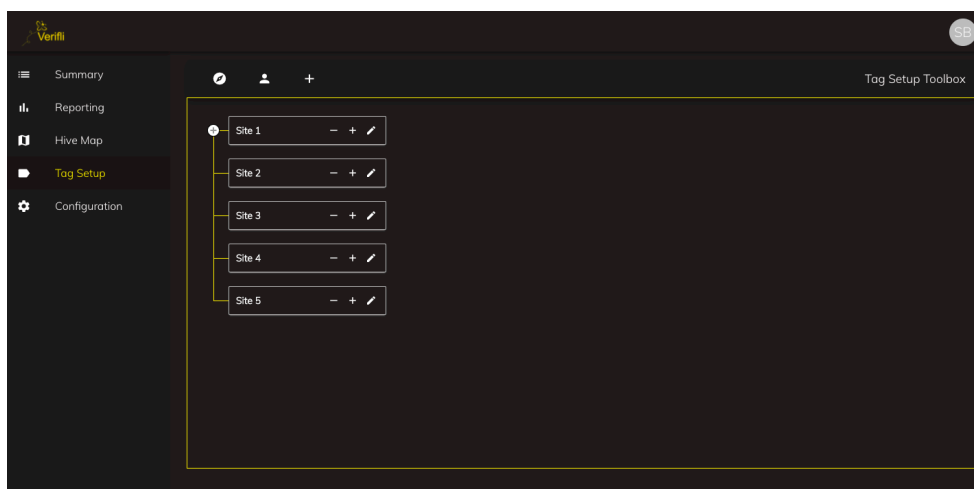 Verifli
SB
Summary
Tag Setup Toolbox
Reporting
Hive Map
Tag Setup
Configuration
Site 1
Site 2
Site 3
Site 4
Site 5